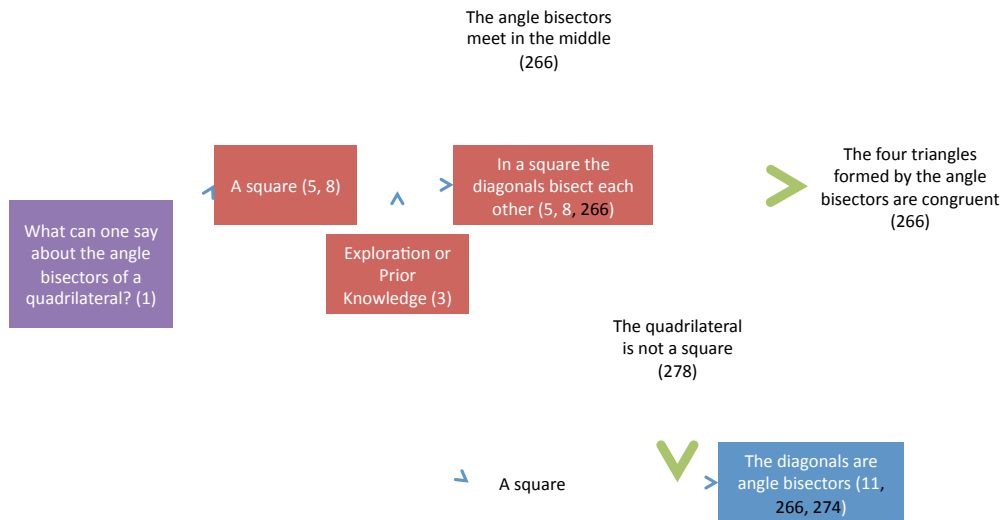 The angle bisectors
meet in the middle
(266)
A square (5, 8)
In a square the
diagonals bisect each
other (5, 8, 266)
The four triangles
formed by the angle
bisectors are congruent
(266)
What can one say
about the angle
bisectors of a
quadrilateral? (1)
Exploration or
Prior
Knowledge (3)
The quadrilateral
is not a square
(278)
A square
The diagonals are
angle bisectors (11,
266, 274)